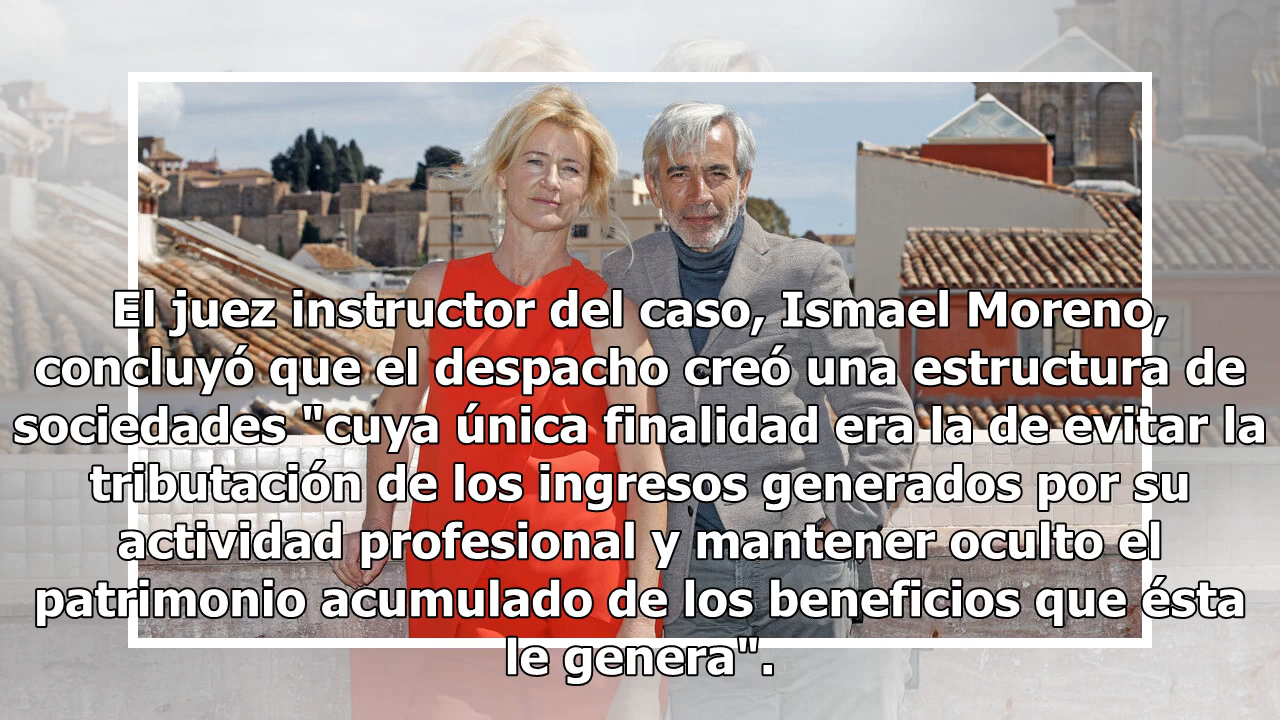 El juez instructor del caso, Ismael Moreno,
concluyó que el despacho creó una estructura de
sociedades "cuya única finalidad era la de evitar la
tributación de los ingresos generados por su
actividad profesional y mantener oculto el
patrimonio acumulado de los beneficios que ésta
le genera".